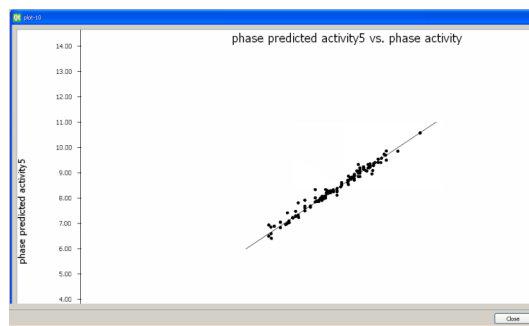 plot-10
phase predicted activity5 vs. phase activity
14.00
13.00
12.00
11.00
10.00
9.00
8.00
7.00
6.00
5.00
4.00
phase predicted activity5
Close